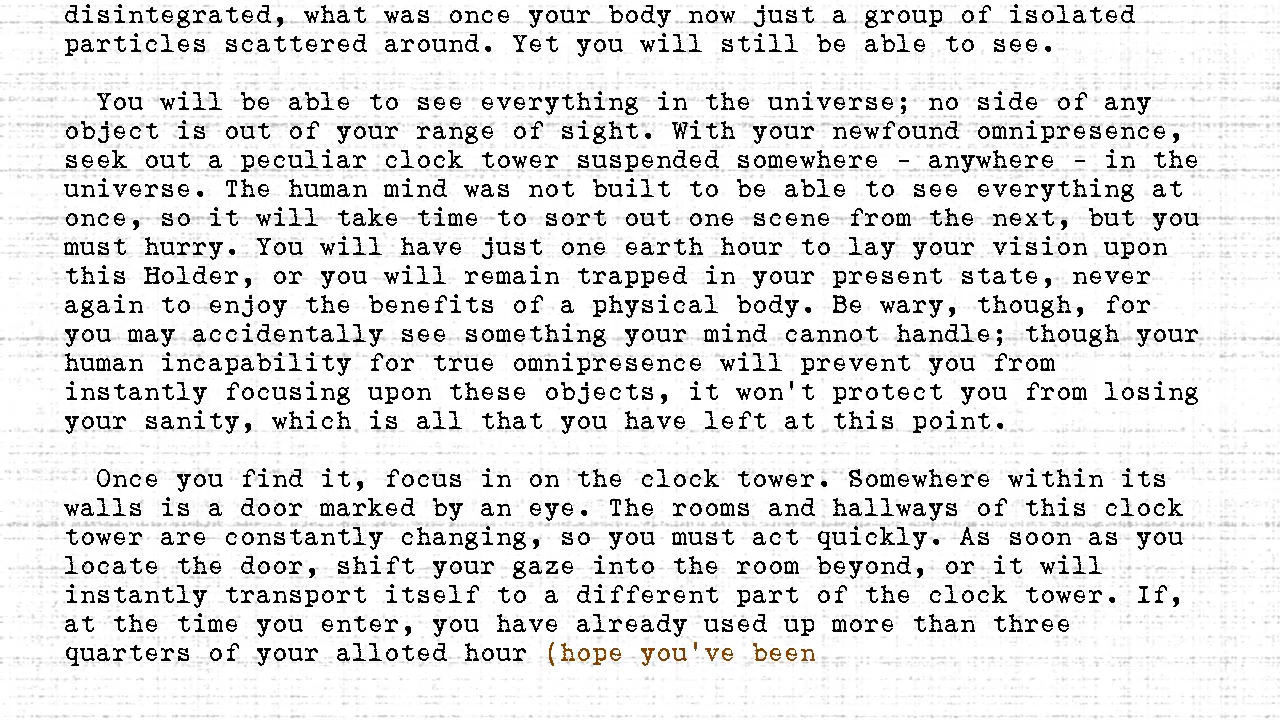 disintegrated, what was once your body now just a group of isolated
particles scattered around. Yet you will still be able to see.
You will be able to see everything in the universe; no side of any
object is out of your range of sight. With your newfound omnipresence,
seek out a peculiar clock tower suspended somewhere - anywhere - in the
universe. The human mind was not built to be able to see everything at
once, so it will take time to sort out one scene from the next, but you
must hurry. You will have just one earth hour to lay your vision upon
this Holder, or you will remain trapped in your present state, never
again to enjoy the benefits of a physical body. Be wary, though, for
you may accidentally see something your mind cannot handle; though your
human incapability for true omnipresence will prevent you from
instantly focusing upon these objects, it won't protect you from losing
your sanity, which is all that you have left at this point.
Once you find it, focus in on the clock tower. Somewhere within its
walls is a door marked by an eye. The rooms and hallways of this clock
tower are constantly changing, so you must act quickly. As soon as you
locate the door, shift your gaze into the room beyond, or it will
instantly transport itself to a different part of the clock tower. If,
at the time you enter, you have already used up more than three
quarters of your alloted hour (hope you've been